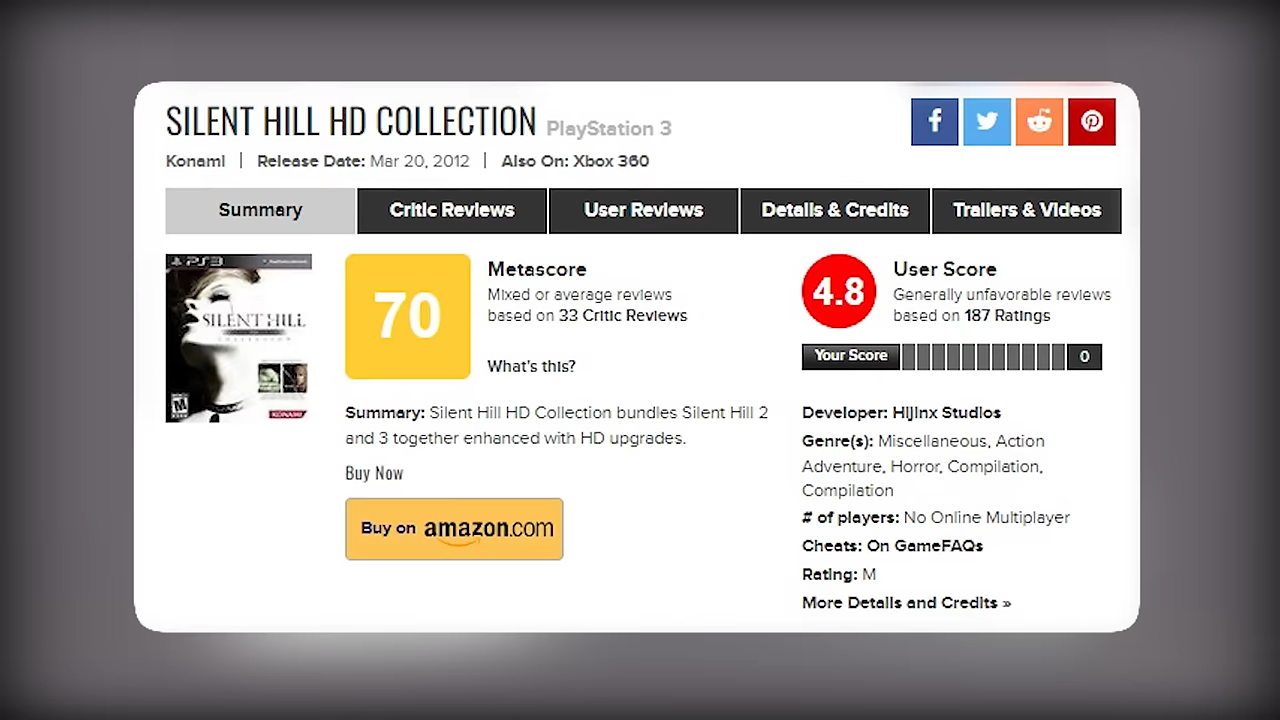 SILENT HILL HD COLLECTION PlayStation 3
Konami | Release Date: Mar 20, 2012 | Also On: Xbox 360
Summary
Critic Reviews
User Reviews
Details & Credits
Trailers & Videos
PS3
SILENT HILL
COLLECTION
M
KONAMI
70
Metascore
Mixed or average reviews
based on 33 Critic Reviews
What's this?
Summary: Silent Hill HD Collection bundles Silent Hill 2
and 3 together enhanced with HD upgrades.
Buy Now
Buy on amazon.com
4.8
User Score
Generally unfavorable reviews
based on 187 Ratings
Your Score
0
Developer: Hijinx Studios
Genre(s): Miscellaneous, Action
Adventure, Horror, Compilation,
Compilation
# of players: No Online Multiplayer
Cheats: On GameFAQs
Rating: M
More Details and Credits »